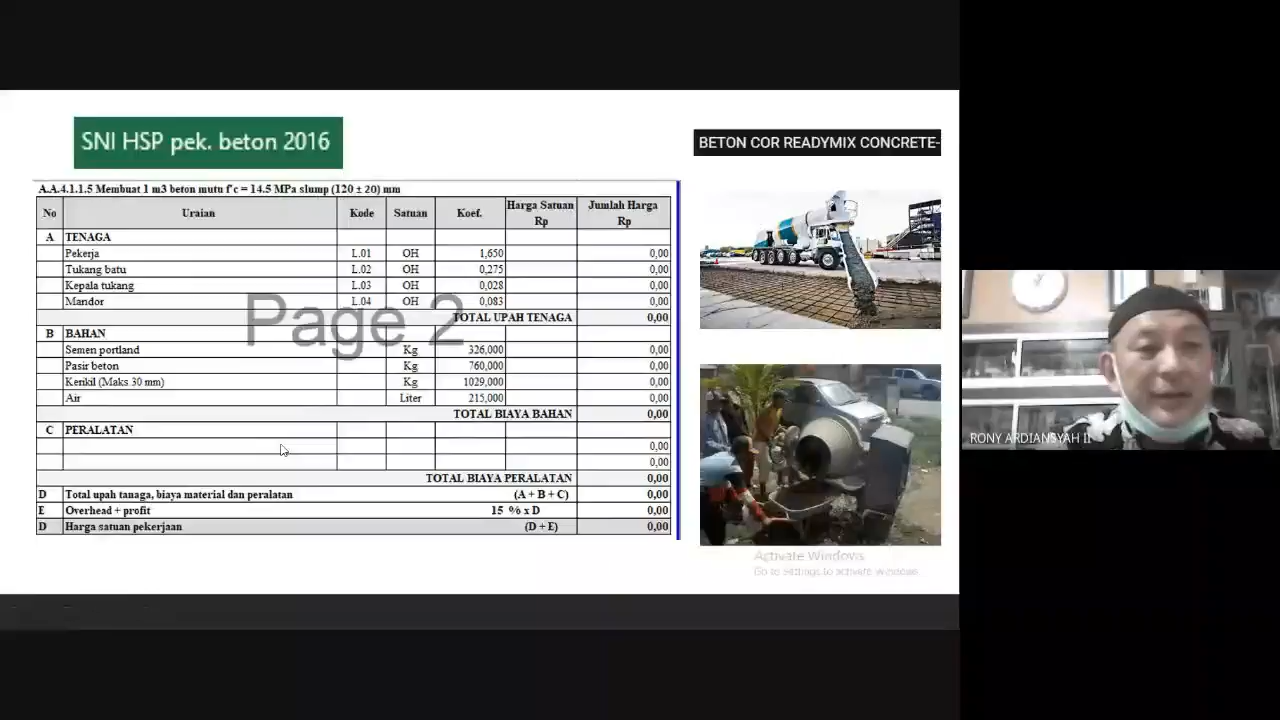 SNI HSP pek. beton 2016
BETON COR READYMIX CONCRETE-
A.A.4.1.1.5 Membuat 1 m3 beton mutu f'c = 14.5 MPa slump (120 ± 20) mm
No Uraian Kode Satuan Koef. Harga Satuan Rp Jumlah Harga Rp
A TENAGA
Pekerja L.01 OH 1,650 0,00
Tukang batu L.02 OH 0,275 0,00
Kepala tukang L.03 OH 0,028 0,00
Mandor L.04 OH 0,083 0,00
TOTAL UPAH TENAGA 0,00
Page 2
B BAHAN
Semen portland Kg 326,000 0,00
Pasir beton Kg 760,000 0,00
Kerikil (Maks 30 mm) Kg 1029,000 0,00
Air Liter 215,000 0,00
TOTAL BIAYA BAHAN 0,00
C PERALATAN
0,00
0,00
TOTAL BIAYA PERALATAN 0,00
D Total upah tanaga, biaya material dan peralatan (A + B + C) 0,00
E Overhead + profit 15 % x D 0,00
D Harga satuan pekerjaan (D + E) 0,00
Activate Windows
Go to Settings to activate Windows.
RONY ARDIANSYAH II